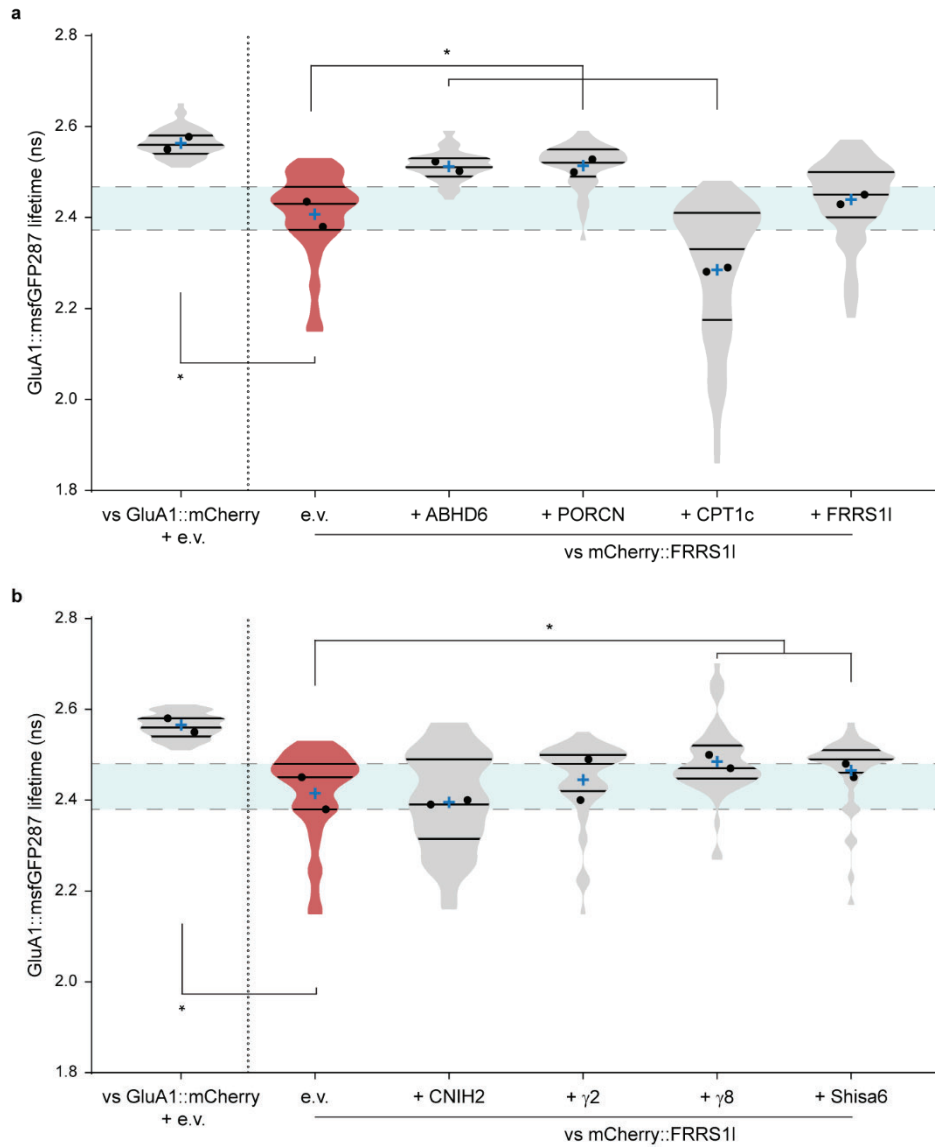 a
2.8
2.6
2.4
2.2
2.0
1.8
GluA1::msfGFP287 lifetime (ns)
*
*
vs GluA1::mCherry
+ e.v.
e.v.
+ ABHD6
+ PORCN
+ CPT1c
+ FRRS1l
vs mCherry::FRRS1l
b
2.8
2.6
2.4
2.2
2.0
1.8
GluA1::msfGFP287 lifetime (ns)
*
*
vs GluA1::mCherry
+ e.v.
e.v.
+ CNIH2
+ γ2
+ γ8
+ Shisa6
vs mCherry::FRRS1l